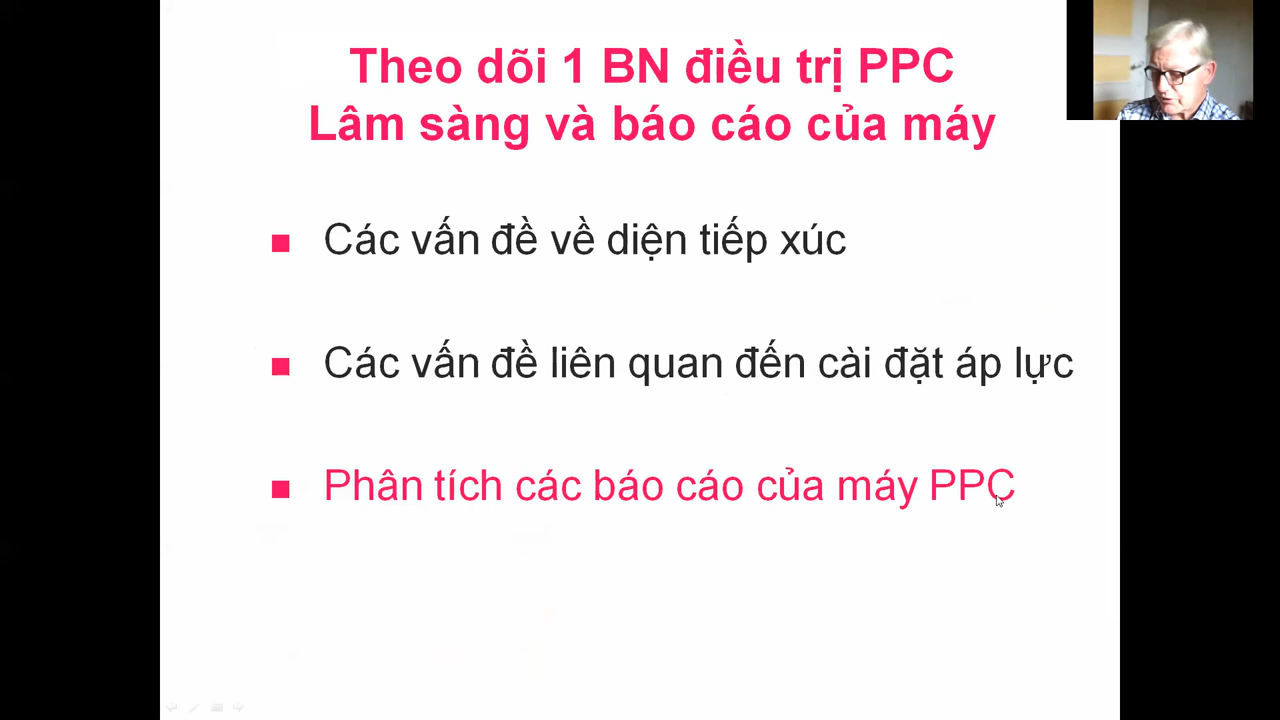 Theo dõi 1 BN điều trị PPC
Lâm sàng và báo cáo của máy
Các vấn đề về diện tiếp xúc
Các vấn đề liên quan đến cài đặt áp lực
Phân tích các báo cáo của máy PPC